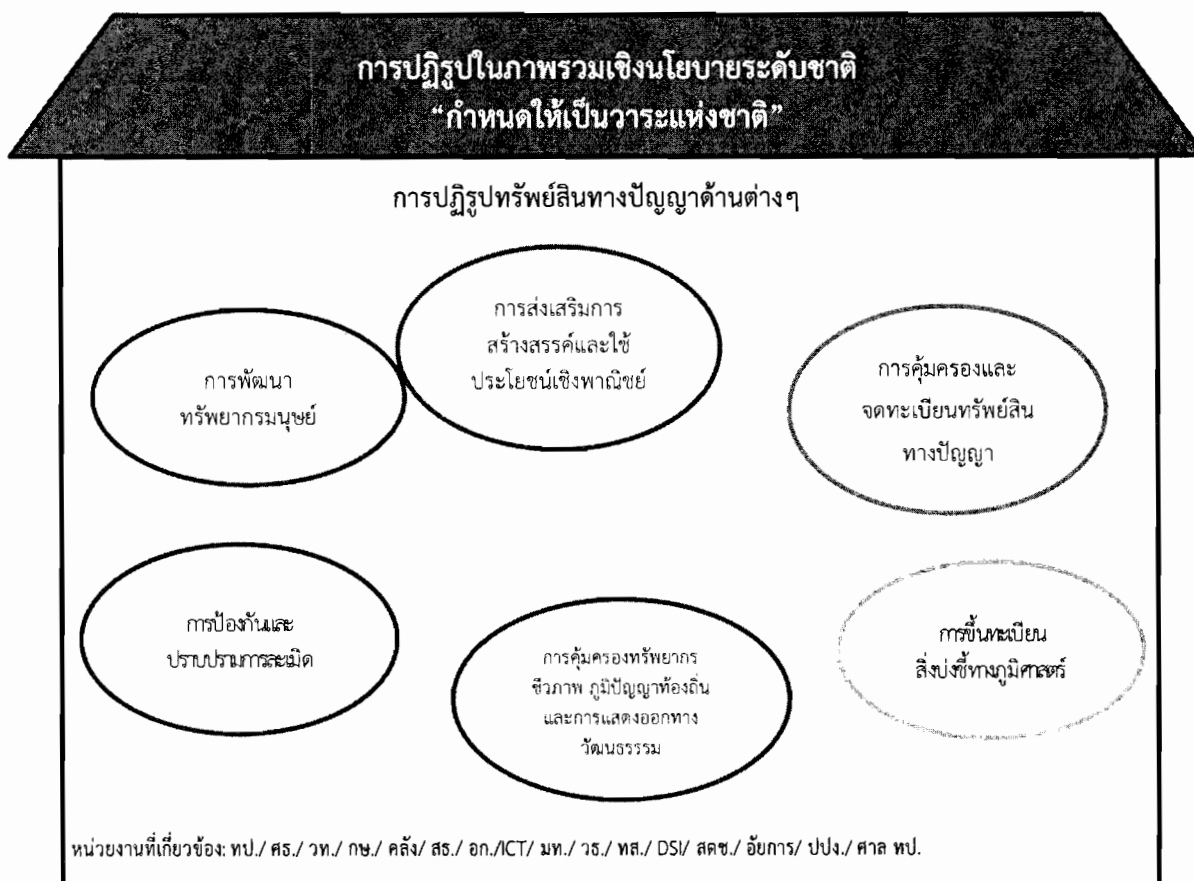 การปฏิรูปในภาพรวมเชิงนโยบายระดับชาติ
“กำหนดให้เป็นวาระแห่งชาติ”
การปฏิรูปทรัพย์สินทางปัญญาด้านต่างๆ
การพัฒนา
ทรัพยากรมนุษย์
การส่งเสริมการ
สร้างสรรค์และใช้
ประโยชน์เชิงพาณิชย์
การคุ้มครองและ
จดทะเบียนทรัพย์สิน
ทางปัญญา
การป้องกันและ
ปราบปรามการละเมิด
การคุ้มครองทรัพยากร
ชีวภาพ ภูมิปัญญาท้องถิ่น
และการแสดงออกทาง
วัฒนธรรรม
การขึ้นทะเบียน
สิ่งบ่งชี้ทางภูมิศาสตร์
หน่วยงานที่เกี่ยวข้อง: ทป./ ศธ./ วท./ กษ./ คลัง/ สธ./ อก./ICT/ มท./ วธ./ ทส./ DSI/ สตช./ อัยการ/ ปปง./ ศาล ทป.